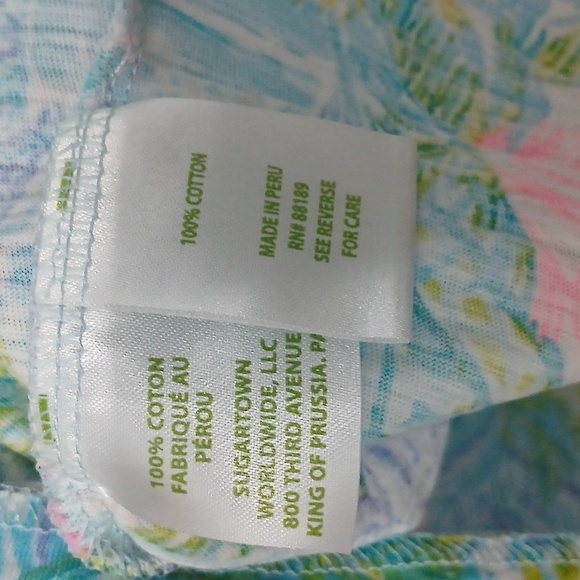 100% COTTON
MADE IN PERU
RN# 88189
SEE REVERSE
FOR CARE
100% COTON
FABRIQUÉ AU
PÉROU
SUGARTOWN
WORLDWIDE, LLC
800 THIRD AVENUE
KING OF PRUSSIA, PA